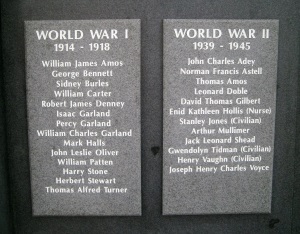 WORLD WAR I
1914 - 1918
William James Amos
George Bennett
Sidney Burles
William Carter
Robert James Denney
Isaac Garland
Percy Garland
William Charles Garland
Mark Halls
John Leslie Oliver
William Patten
Harry Stone
Herbert Stewart
Thomas Alfred Turner
WORLD WAR II
1939 - 1945
John Charles Adey
Norman Francis Astell
Thomas Amos
Leonard Doble
David Thomas Gilbert
Enid Kathleen Hollis (Nurse)
Stanley Jones (Civilian)
Arthur Mullimer
Jack Leonard Shead
Gwendolyn Tidman (Civilian)
Henry Vaughn (Civilian)
Joseph Henry Charles Voyce